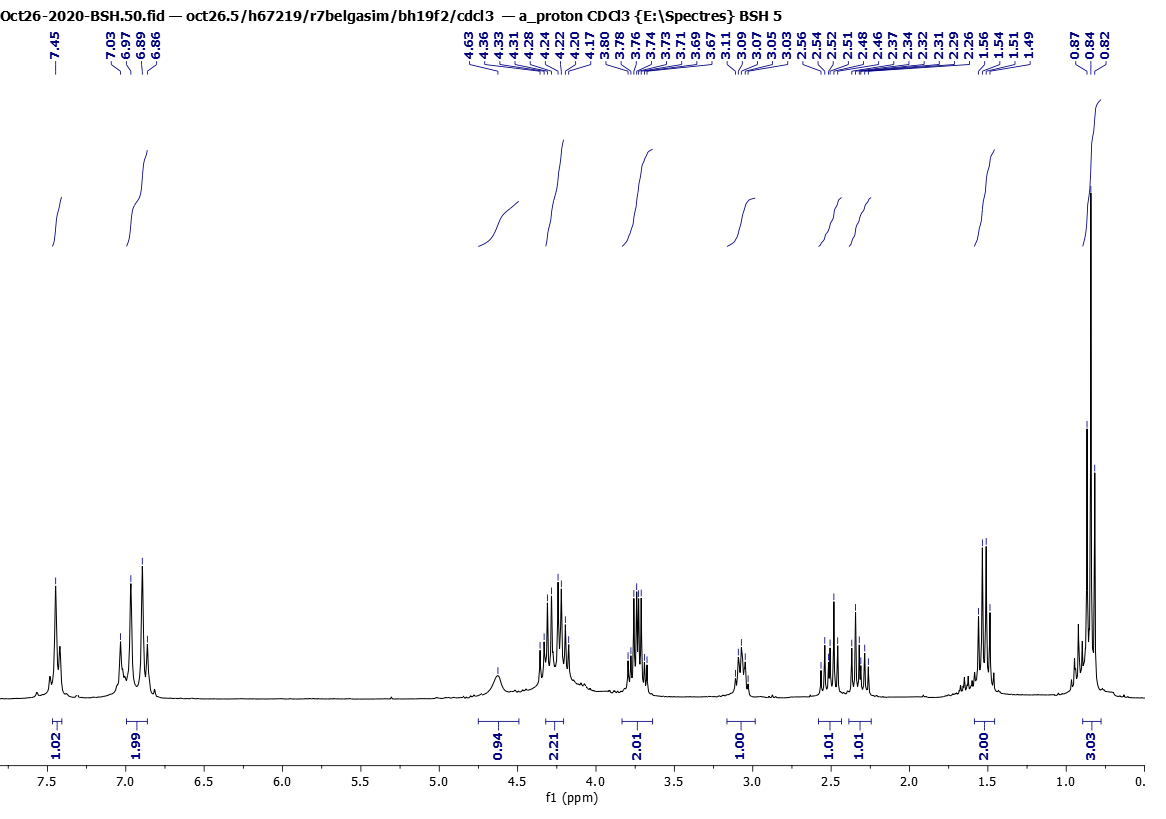 Oct26-2020-BSH.50.fid — oct26.5/h67219/r7belgasim/bh19f2/cdcl3 — a_proton CDCl3 {E:\Spectres} BSH 5
7.45 7.03 6.97 6.89 6.86 4.63 4.36 4.33 4.31 4.28 4.24 4.22 4.20 4.17 3.80 3.78 3.76 3.74 3.73 3.71 3.69 3.67 3.11 3.09 3.07 3.05 3.03 2.56 2.54 2.52 2.51 2.48 2.46 2.37 2.34 2.32 2.31 2.29 2.26 1.56 1.54 1.51 1.49 0.87 0.84 0.82
1.02 1.99 0.94 2.21 2.01 1.00 1.01 1.01 2.00 3.03
7.5 7.0 6.5 6.0 5.5 5.0 4.5 4.0 3.5 3.0 2.5 2.0 1.5 1.0 0.
f1 (ppm)